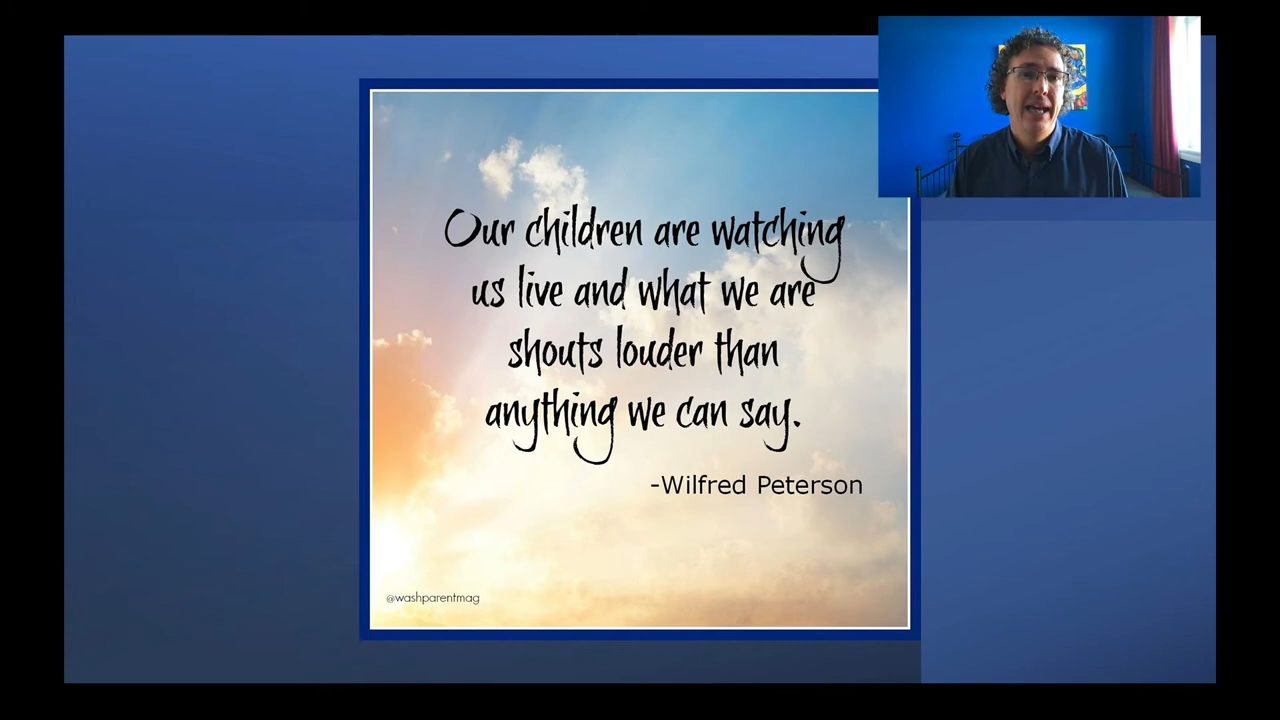 Our children are watching
us live and what we are
shouts louder than
anything we can say.
-Wilfred Peterson
@washparentmag